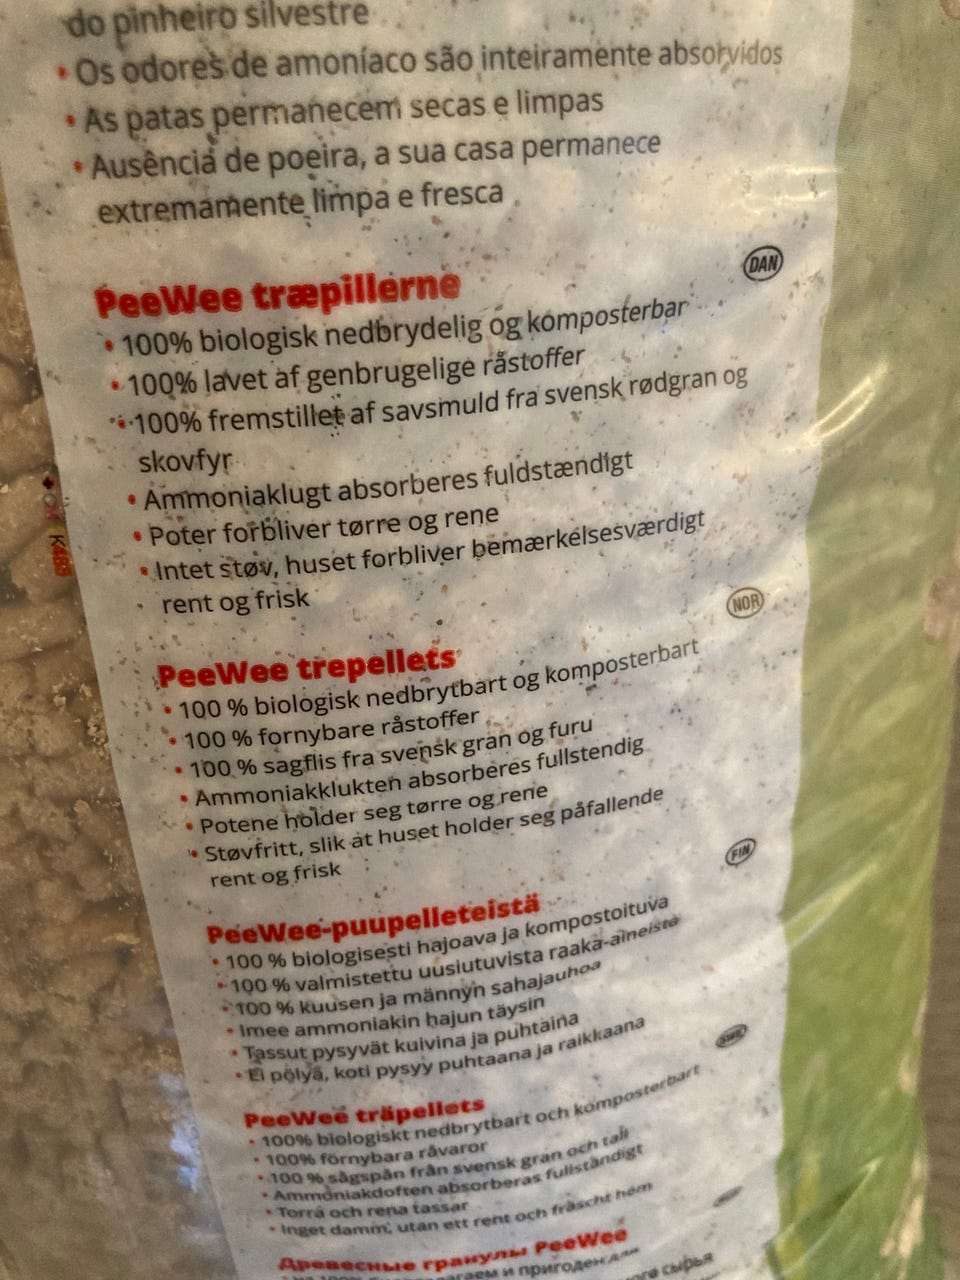 do pinheiro silvestre
• Os odores de amoníaco são inteiramente absorvidos
• As patas permanecem secas e limpas
• Ausência de poeira, a sua casa permanece
extremamente limpa e fresca
DAN
PeeWee træpillerne
• 100% biologisk nedbrydelig og komposterbar
• 100% lavet af genbrugelige råstoffer
• 100% fremstillet af savsmuld fra svensk rødgran og
skovfyr
• Ammoniaklugt absorberes fuldstændigt
• Poter forbliver tørre og rene
• Intet støv, huset forbliver bemærkelsesværdigt
rent og frisk
NOR
PeeWee trepellets
• 100 % biologisk nedbrytbart og komposterbart
• 100 % fornybare råstoffer
• 100 % sagflis fra svensk gran og furu
• Ammoniakklukten absorberes fullstendig
• Potene holder seg tørre og rene
• Støvfritt, slik at huset holder seg påfallende
rent og frisk
FIN
PeeWee-puupelleteistä
• 100 % biologisesti hajoava ja kompostoituva
• 100 % valmistettu uusiutuvista raaka-aineista
• 100 % kuusen ja männyn sahajauhoa
• Imee ammoniakin hajun täysin
• Tassut pysyvät kuivina ja puhtaina
• Ei pölyä, koti pysyy puhtaana ja raikkaana
SWE
PeeWee träpellets
• 100% biologiskt nedbrytbart och komposterbart
• 100% förnybara råvaror
• 100 % sågspån från svensk gran och tall
• Ammoniakdoften absorberas fullständigt
• Torra och rena tassar
• Inget damm, utan ett rent och fräscht hem
Древесные гранулы PeeWee